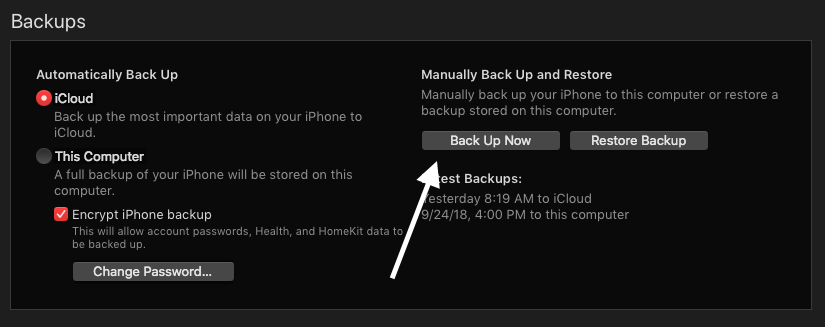 Backups
Automatically Back Up
iCloud
Back up the most important data on your iPhone to
iCloud.
This Computer
A full backup of your iPhone will be stored on this
computer.
Encrypt iPhone backup
This will allow account passwords, Health, and HomeKit data to
be backed up.
Change Password...
Manually Back Up and Restore
Manually back up your iPhone to this computer or restore a
backup stored on this computer.
Back Up Now
Restore Backup
Backups:
Yesterday 8:19 AM to iCloud
9/24/18, 4:00 PM to this computer